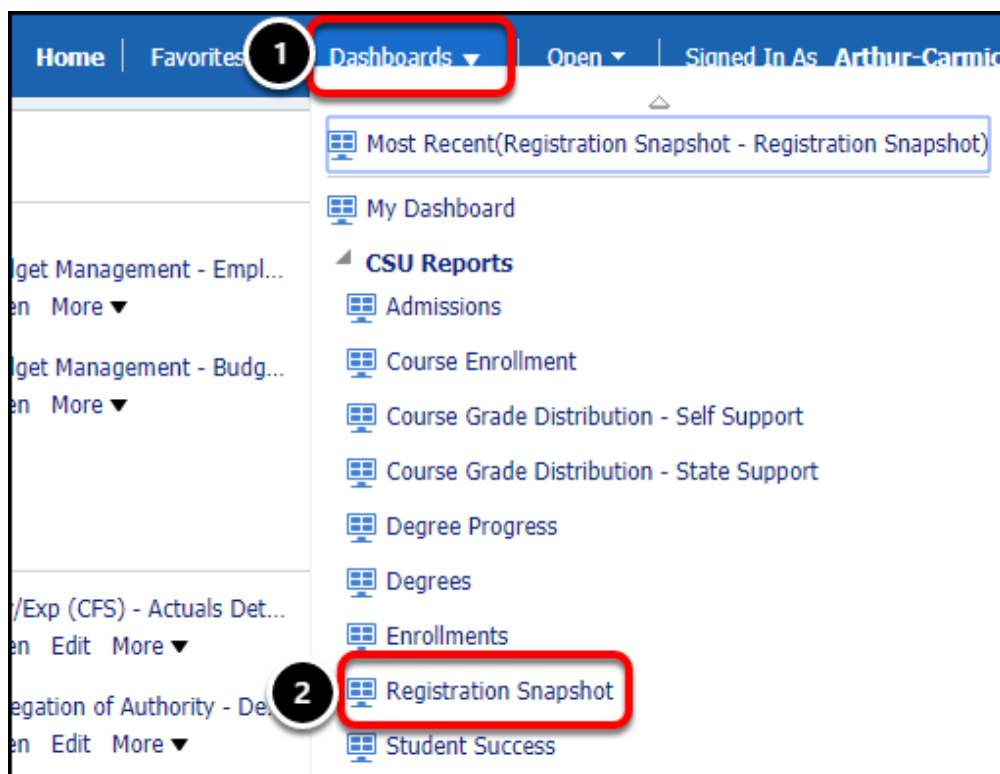 Home Favorites 1 Dashboards Open Signed In As Arthur-Carmic
Most Recent(Registration Snapshot - Registration Snapshot)
My Dashboard
CSU Reports
lget Management - Empl...
Admissions
en More
Course Enrollment
lget Management - Budg...
en More
Course Grade Distribution - Self Support
Course Grade Distribution - State Support
Degree Progress
Degrees
/Exp (CFS) - Actuals Det...
Enrollments
en Edit More
2 Registration Snapshot
egation of Authority - De
en Edit More
Student Success